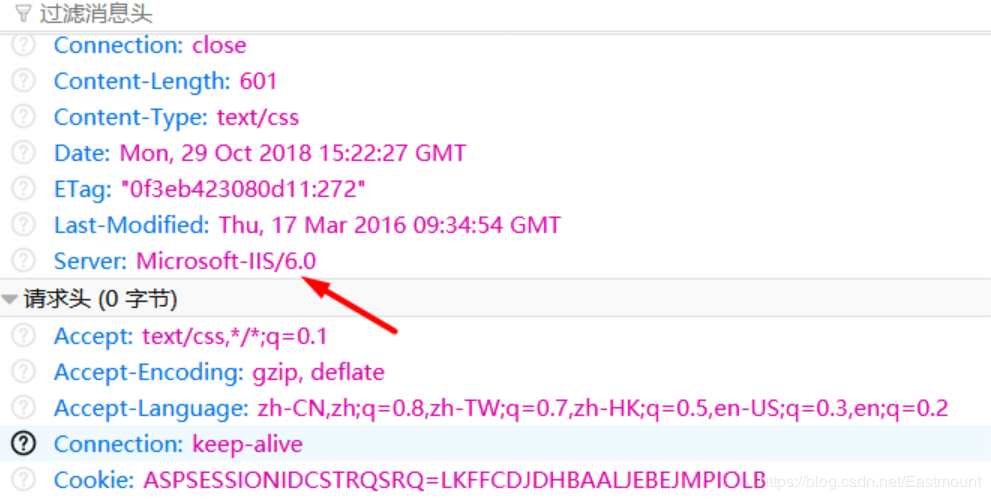 过滤消息头
Connection: close
Content-Length: 601
Content-Type: text/css
Date: Mon, 29 Oct 2018 15:22:27 GMT
ETag: "0f3eb423080d11:272"
Last-Modified: Thu, 17 Mar 2016 09:34:54 GMT
Server: Microsoft-IIS/6.0
请求头 (0 字节)
Accept: text/css,*/*;q=0.1
Accept-Encoding: gzip, deflate
Accept-Language: zh-CN,zh;q=0.8,zh-TW;q=0.7,zh-HK;q=0.5,en-US;q=0.3,en;q=0.2
Connection: keep-alive
Cookie: ASPSESSIONIDCSTRQSRQ=LKFFCDJDHBAALJEBEJMPIOLB
https://blog.csdn.net/Eastmount